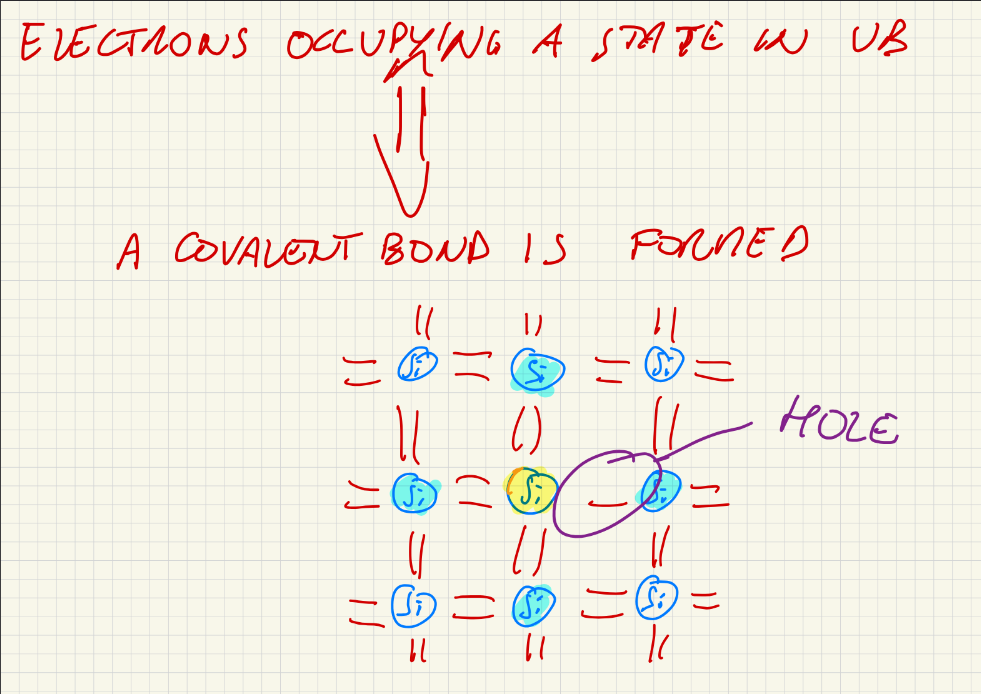 ELECTRONS OCCUPYING A STATE IN VB
A COVALENT BOND IS FORMED
Si Si Si
HOLE
Si Si Si
Si Si Si